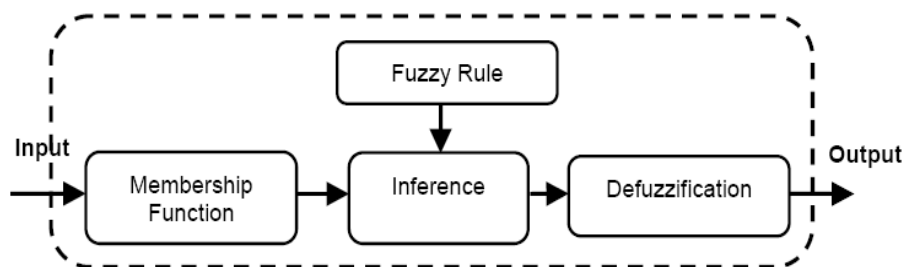 Fuzzy Rule
Input
Membership
Function
Inference
Defuzzification
Output